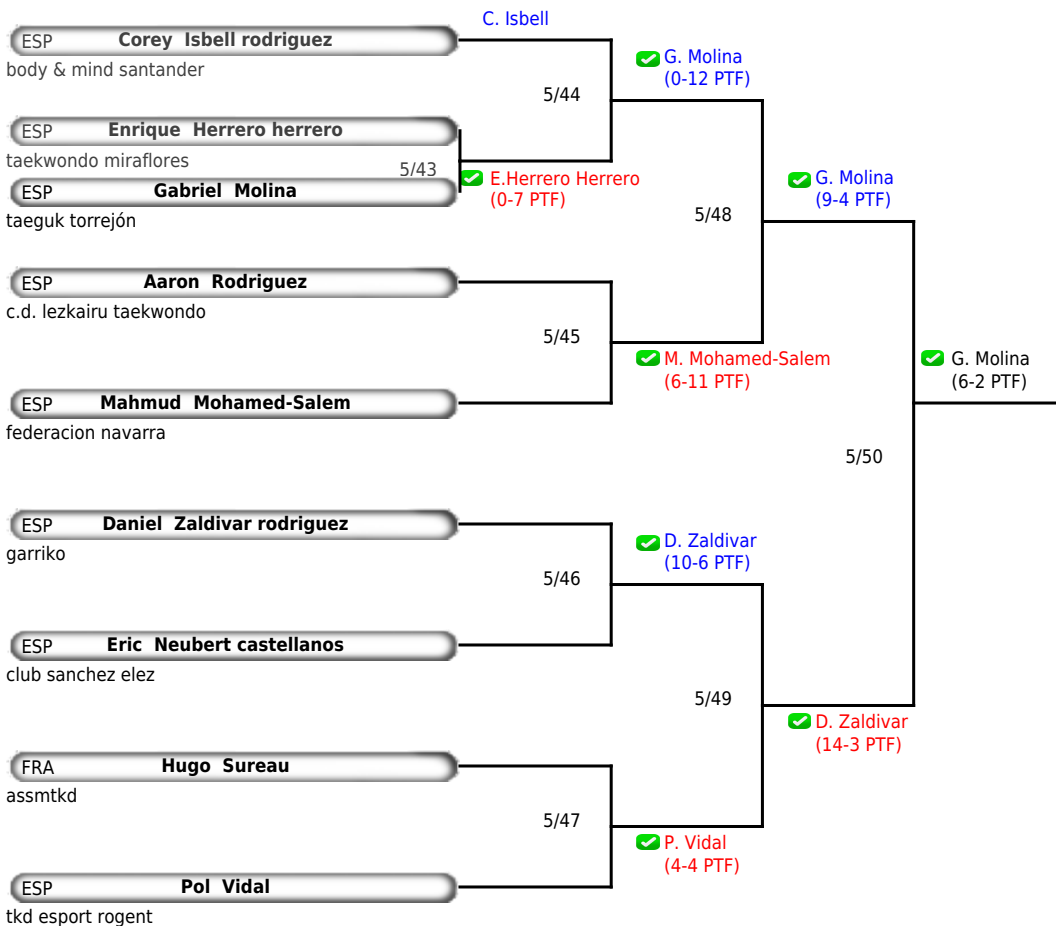 C. Isbell
ESP Corey Isbell rodriguez
body & mind santander
G. Molina
(0-12 PTF)
5/44
ESP Enrique Herrero herrero
taekwondo miraflores
5/43
E.Herrero Herrero
(0-7 PTF)
ESP Gabriel Molina
taeguk torrejón
G. Molina
(9-4 PTF)
5/48
ESP Aaron Rodriguez
c.d. lezkairu taekwondo
5/45
M. Mohamed-Salem
(6-11 PTF)
G. Molina
(6-2 PTF)
ESP Mahmud Mohamed-Salem
federacion navarra
5/50
ESP Daniel Zaldivar rodriguez
garriko
D. Zaldivar
(10-6 PTF)
5/46
ESP Eric Neubert castellanos
club sanchez elez
5/49
D. Zaldivar
(14-3 PTF)
FRA Hugo Sureau
assmtkd
5/47
P. Vidal
(4-4 PTF)
ESP Pol Vidal
tkd esport rogent